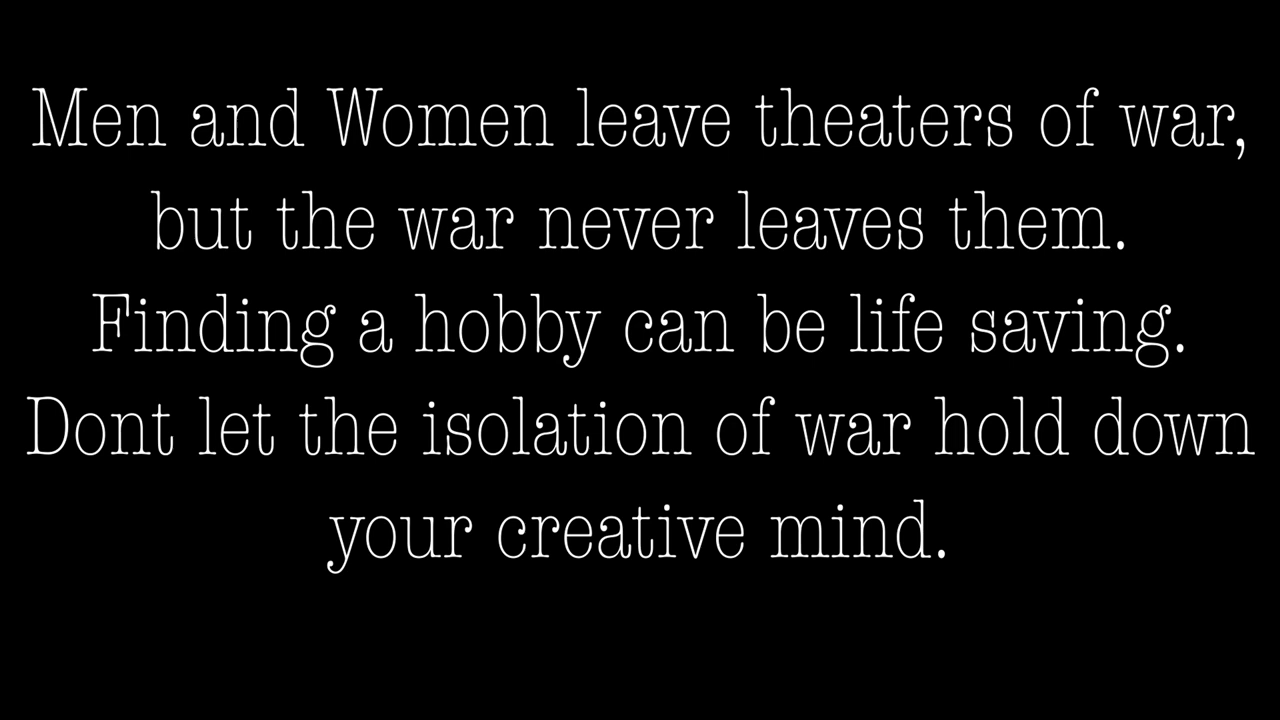 Men and Women leave theaters of war,
but the war never leaves them.
Finding a hobby can be life saving.
Dont let the isolation of war hold down
your creative mind.